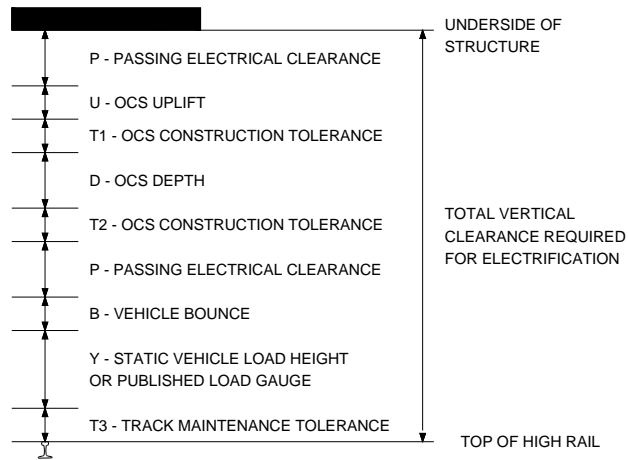 UNDERSIDE OF
STRUCTURE
P - PASSING ELECTRICAL CLEARANCE
U - OCS UPLIFT
T1 - OCS CONSTRUCTION TOLERANCE
D - OCS DEPTH
T2 - OCS CONSTRUCTION TOLERANCE
TOTAL VERTICAL
CLEARANCE REQUIRED
FOR ELECTRIFICATION
P - PASSING ELECTRICAL CLEARANCE
B - VEHICLE BOUNCE
Y - STATIC VEHICLE LOAD HEIGHT
OR PUBLISHED LOAD GAUGE
T3 - TRACK MAINTENANCE TOLERANCE
TOP OF HIGH RAIL